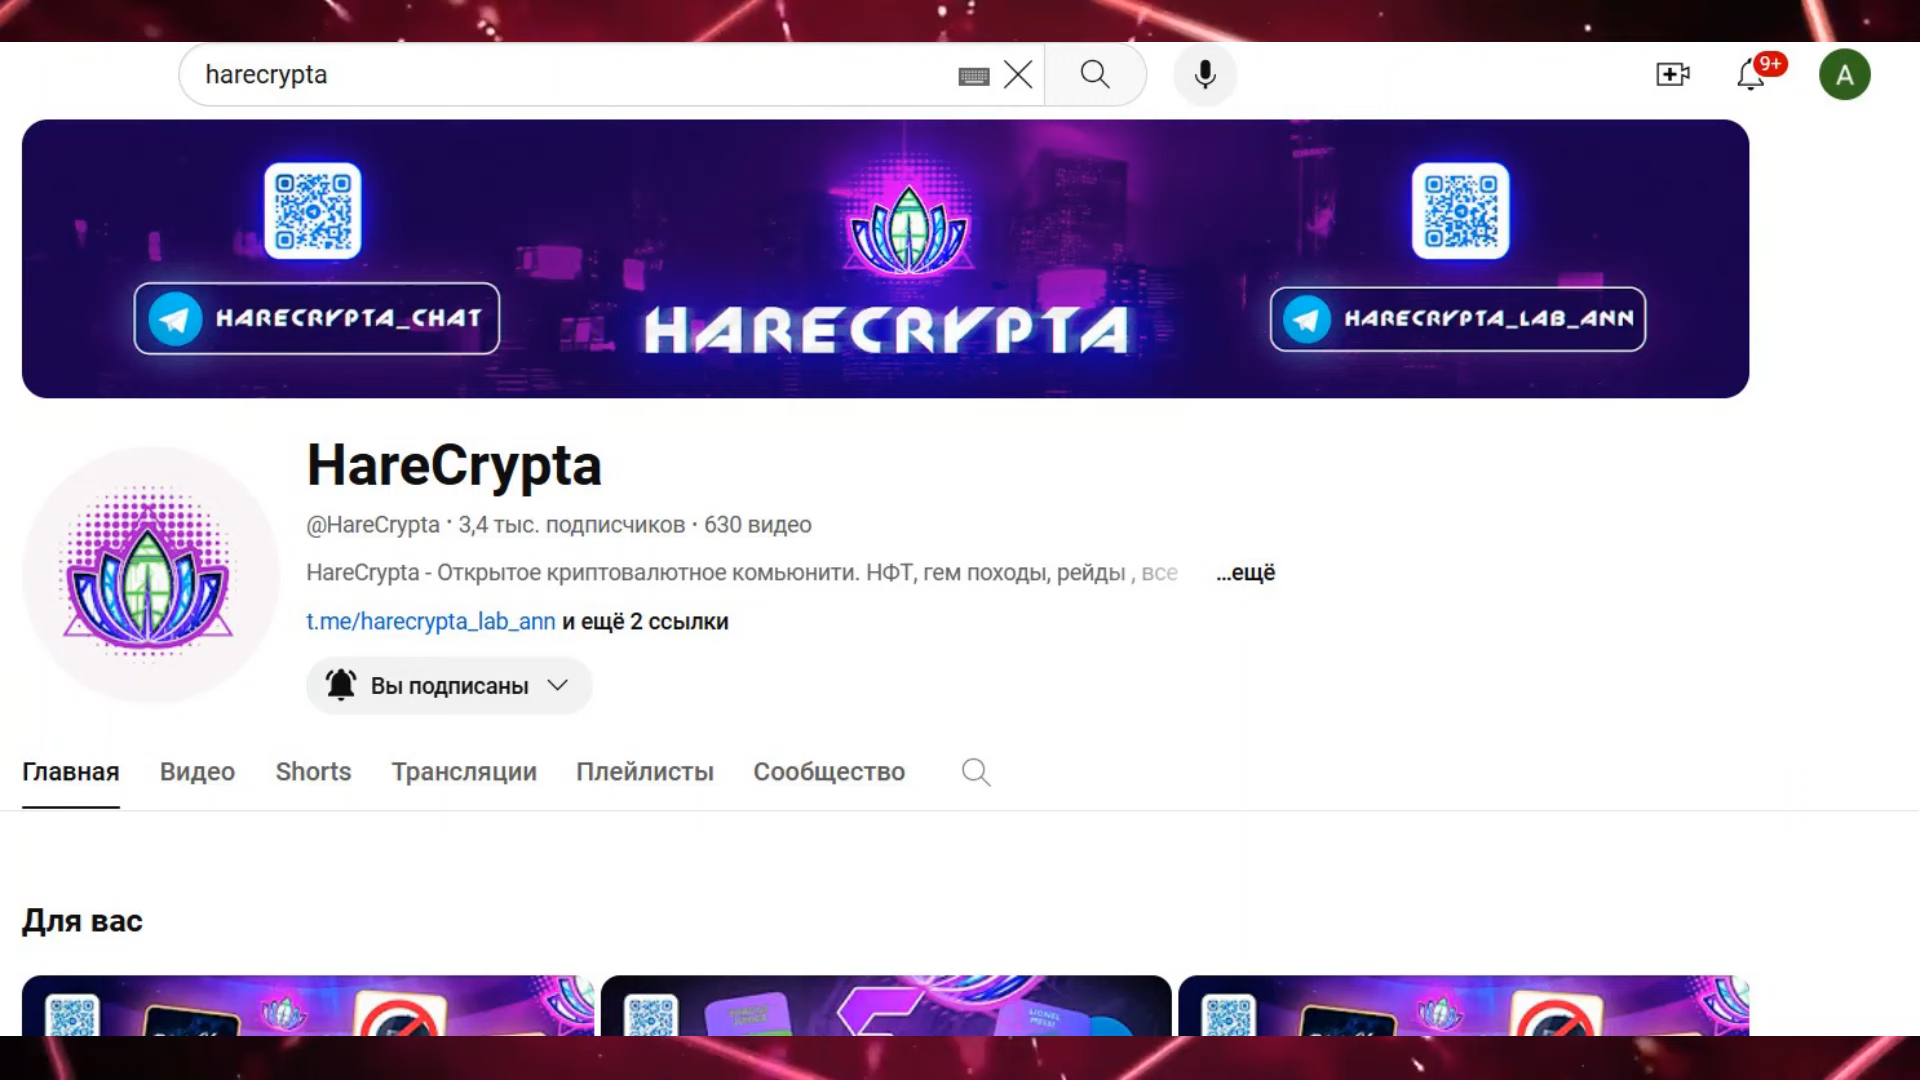 harecrypta
9+
A
HARECRYPTA_CHAT
HARECRYPTA
HARECRYPTA_LAB_ANN
HareCrypta
@HareCrypta · 3,4 тыс. подписчиков · 630 видео
HareCrypta - Открытое криптовалютное комьюнити. НФТ, гем походы, рейды , все ...ещё
t.me/harecrypta_lab_ann и ещё 2 ссылки
Вы подписаны
Главная Видео Shorts Трансляции Плейлисты Сообщество
Для вас
LIONEL MESSI